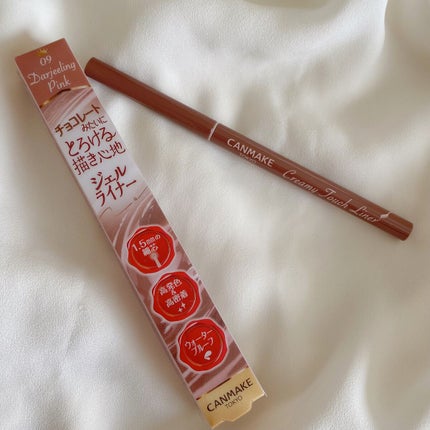 09
Darjeeling
Pink
チョコレート
みたいに
とろける
描き心地
ジェル
ライナー
1.5mmの
細芯
高発色
&
高密着
ウォーター
プルーフ
CANMAKE
TOKYO
CANMAKE
TOKYO
Creamy Touch Liner